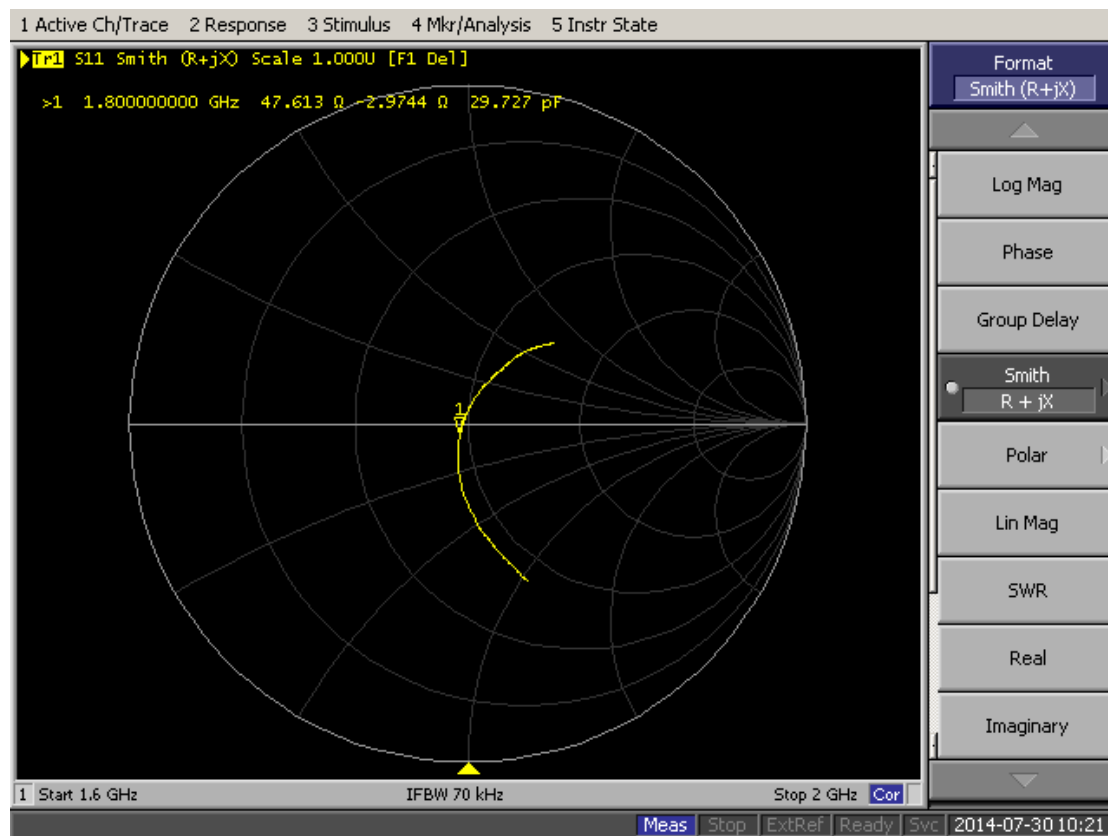 1 Active Ch/Trace 2 Response 3 Stimulus 4 Mkr/Analysis 5 Instr State
Tr1 S11 Smith (R+jX) Scale 1.000U [F1 Del]
>1 1.800000000 GHz 47.613 Ω -2.9744 Ω 29.727 pF
1
1 Start 1.6 GHz IFBW 70 kHz Stop 2 GHz Cor
Format
Smith (R+jX)
Log Mag
Phase
Group Delay
Smith
R + jX
Polar
Lin Mag
SWR
Real
Imaginary
Meas Stop ExtRef Ready Svc 2014-07-30 10:21